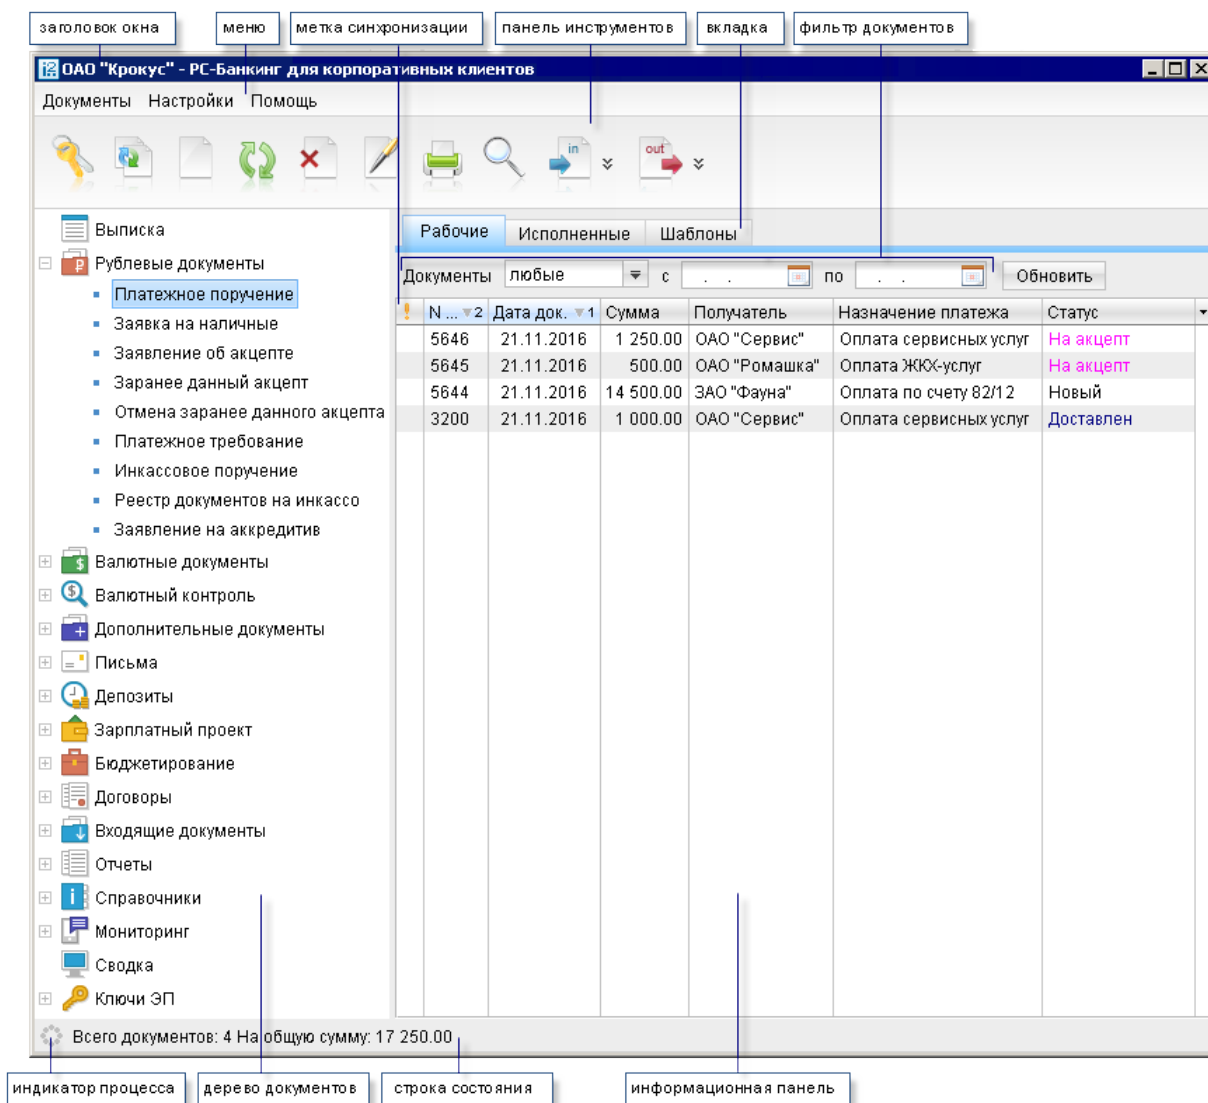 заголовок окна
меню
метка синхронизации
панель инструментов
вкладка
фильтр документов
ОАО "Крокус" - РС-Банкинг для корпоративных клиентов
Документы Настройки Помощь
in
out
Выписка
Рублевые документы
Платежное поручение
Заявка на наличные
Заявление об акцепте
Заранее данный акцепт
Отмена заранее данного акцепта
Платежное требование
Инкассовое поручение
Реестр документов на инкассо
Заявление на аккредитив
Валютные документы
Валютный контроль
Дополнительные документы
Письма
Депозиты
Зарплатный проект
Бюджетирование
Договоры
Входящие документы
Отчеты
Справочники
Мониторинг
Сводка
Ключи ЭП
Рабочие Исполненные Шаблоны
Документы любые с . . по . . Обновить
! N ... 2 Дата док. 1 Сумма Получатель Назначение платежа Статус
5646 21.11.2016 1 250.00 ОАО "Сервис" Оплата сервисных услуг На акцепт
5645 21.11.2016 500.00 ОАО "Ромашка" Оплата ЖКХ-услуг На акцепт
5644 21.11.2016 14 500.00 ЗАО "Фауна" Оплата по счету 82/12 Новый
3200 21.11.2016 1 000.00 ОАО "Сервис" Оплата сервисных услуг Доставлен
Всего документов: 4 На общую сумму: 17 250.00
индикатор процесса
дерево документов
строка состояния
информационная панель